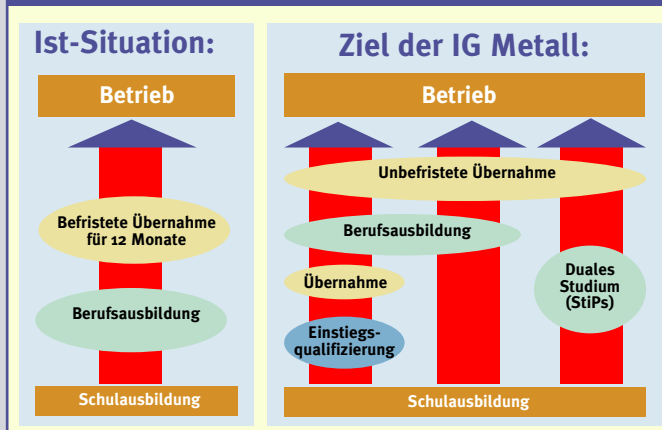 Ist-Situation:
Betrieb
Befristete Übernahme
für 12 Monate
Berufsausbildung
Schulausbildung
Ziel der IG Metall:
Betrieb
Unbefristete Übernahme
Berufsausbildung
Übernahme
Duales
Studium
(StiPs)
Einstiegs-
qualifizierung
Schulausbildung